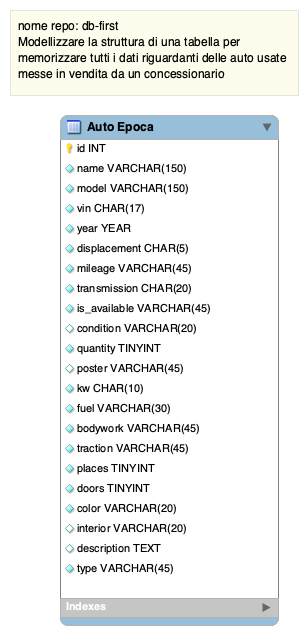 nome repo: db-first
Modellizzare la struttura di una tabella per
memorizzare tutti i dati riguardanti delle auto usate
messe in vendita da un concessionario
Auto Epoca
id INT
name VARCHAR(150)
model VARCHAR(150)
vin CHAR(17)
year YEAR
displacement CHAR(5)
mileage VARCHAR(45)
transmission CHAR(20)
is_available VARCHAR(45)
condition VARCHAR(20)
quantity TINYINT
poster VARCHAR(45)
kw CHAR(10)
fuel VARCHAR(30)
bodywork VARCHAR(45)
traction VARCHAR(45)
places TINYINT
doors TINYINT
color VARCHAR(20)
interior VARCHAR(20)
description TEXT
type VARCHAR(45)
Indexes